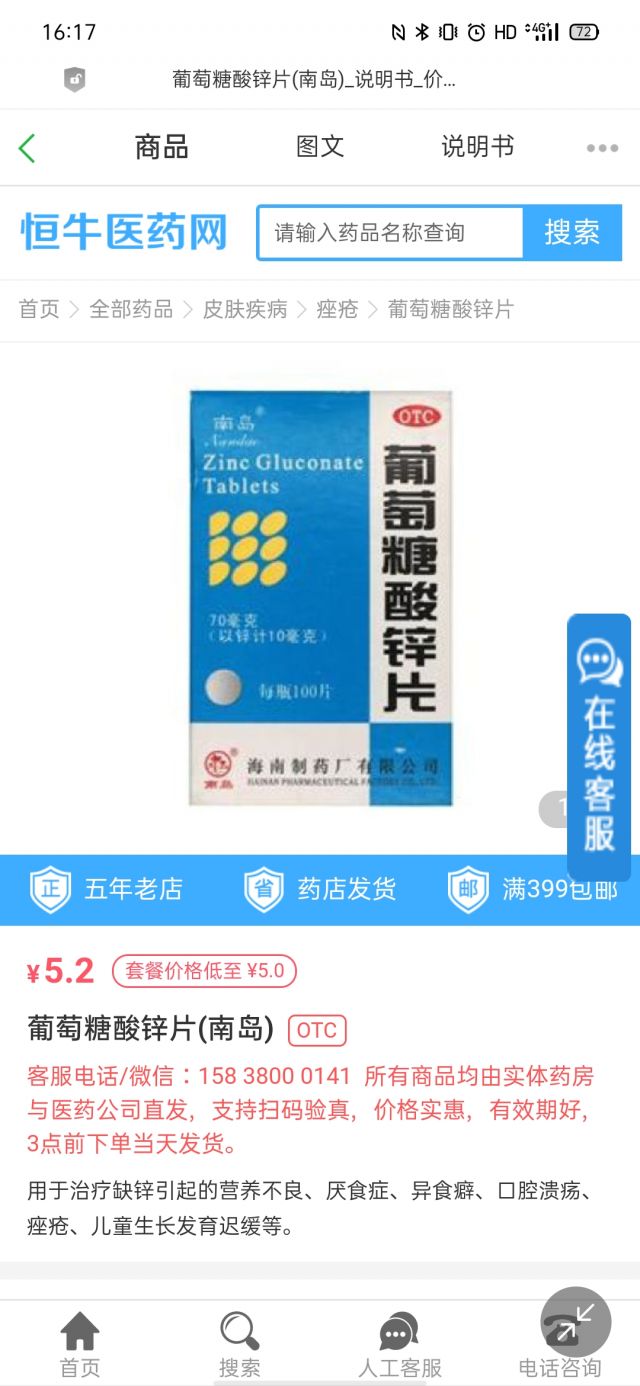 16:17
HD 4G+ 72
葡萄糖酸锌片(南岛)_说明书_价...
商品 图文 说明书
恒牛医药网 请输入药品名称查询 搜索
首页 > 全部药品 > 皮肤疾病 > 痤疮 > 葡萄糖酸锌片
南岛®
Nandao
Zinc Gluconate
Tablets
OTC
葡萄糖酸锌片
70毫克
(以锌计10毫克)
每瓶100片
南岛®
海南制药厂有限公司
HAINAN PHARMACEUTICAL FACTORY CO. LTD.
在线客服
1
正 五年老店 省 药店发货 邮 满399包邮
¥5.2 套餐价格低至 ¥5.0
葡萄糖酸锌片(南岛) OTC
客服电话/微信：158 3800 0141 所有商品均由实体药房
与医药公司直发，支持扫码验真，价格实惠，有效期好，
3点前下单当天发货。
用于治疗缺锌引起的营养不良、厌食症、异食癖、口腔溃疡、
痤疮、儿童生长发育迟缓等。
首页 搜索 人工客服 电话咨询